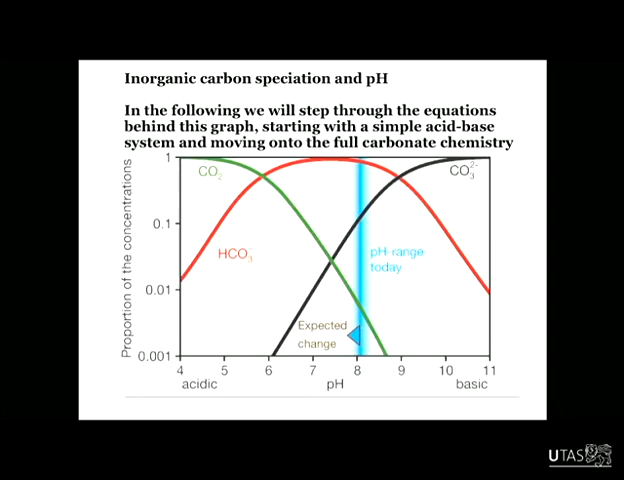 Inorganic carbon speciation and pH
In the following we will step through the equations
behind this graph, starting with a simple acid-base
system and moving onto the full carbonate chemistry
Proportion of the concentrations
1
0.1
0.01
0.001
CO₂
HCO₃⁻
CO₃²⁻
pH range
today
Expected
change
4 5 6 7 8 9 10 11
acidic pH basic
UTAS